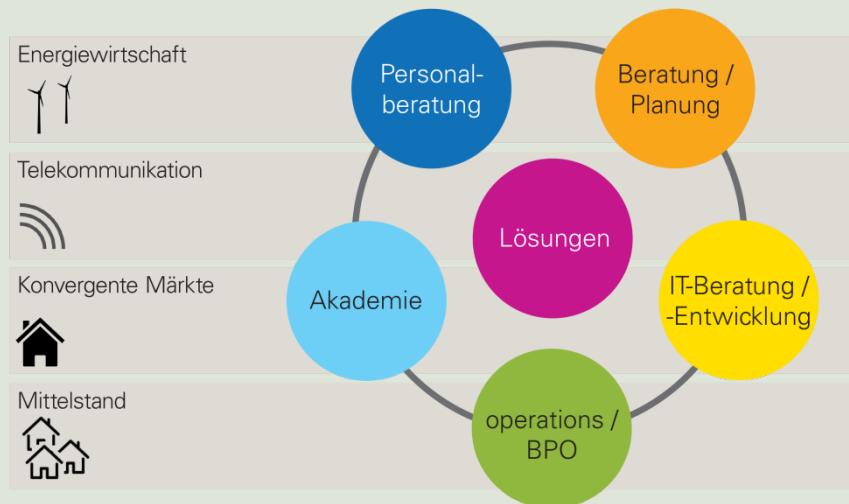 Energiewirtschaft
Personal-
beratung
Beratung /
Planung
Telekommunikation
Lösungen
Konvergente Märkte
Akademie
IT-Beratung /
-Entwicklung
Mittelstand
operations /
BPO